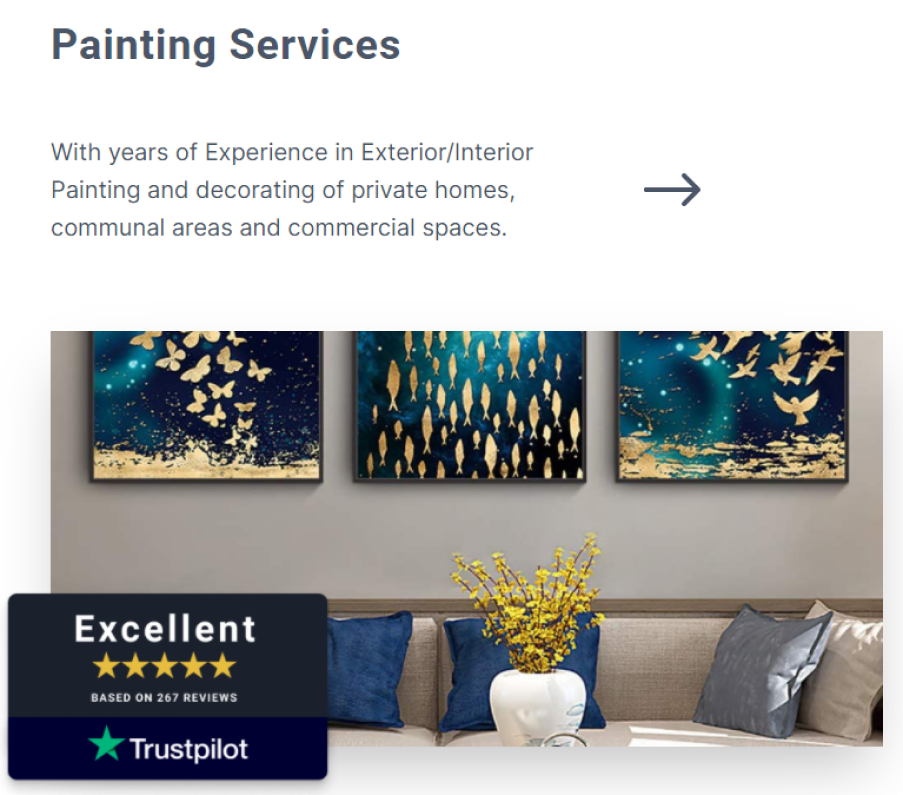 Painting Services
With years of Experience in Exterior/Interior
Painting and decorating of private homes,
communal areas and commercial spaces.
Excellent
BASED ON 267 REVIEWS
Trustpilot